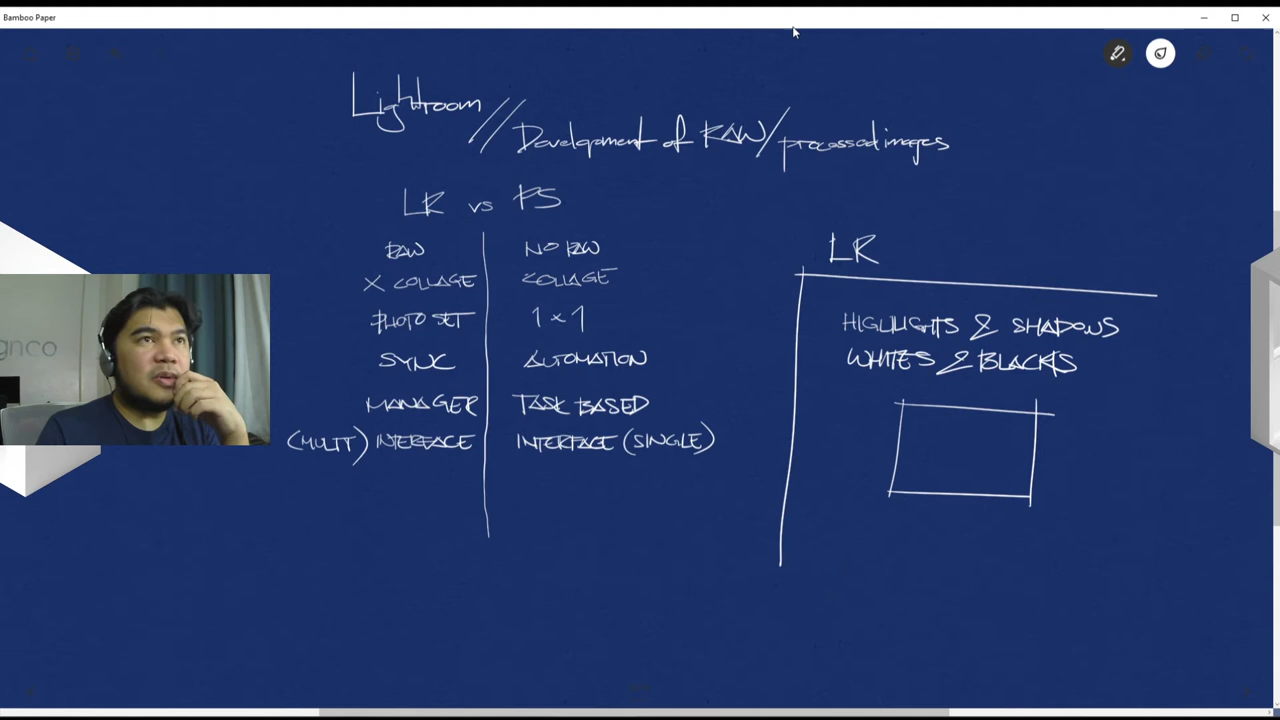 Bamboo Paper
Lightroom // Development of RAW/processed images
LR vs PS
RAW NO RAW
X COLLAGE COLLAGE
PHOTO SET 1 x 1
SYNC AUTOMATION
MANAGER TASK BASED
(MULTI) INTERFACE INTERFACE (SINGLE)
LR
HIGHLIGHTS & SHADOWS
WHITES & BLACKS
gnco